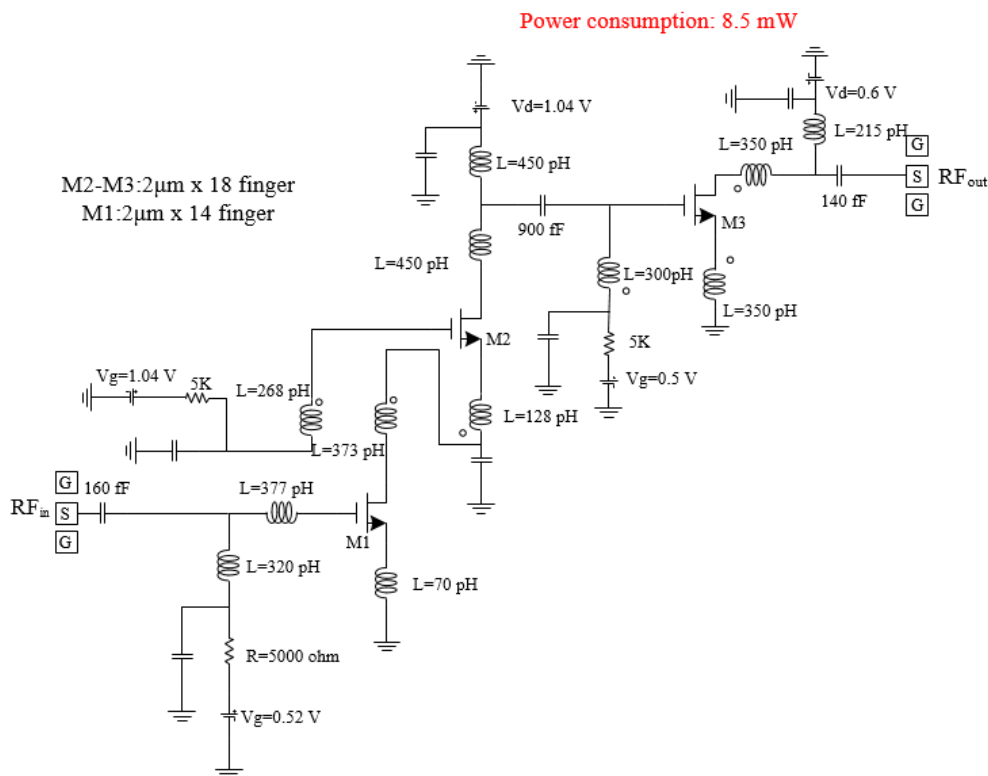 Power consumption: 8.5 mW
Vd=1.04 V
Vd=0.6 V
L=450 pH
L=350 pH
L=215 pH
G
S
G
RFout
140 fF
M2-M3:2μm x 18 finger
M1:2μm x 14 finger
900 fF
M3
L=450 pH
L=300pH
L=350 pH
M2
5K
Vg=0.5 V
Vg=1.04 V
5K
L=268 pH
L=373 pH
L=128 pH
G
S
G
RFin
160 fF
L=377 pH
M1
L=320 pH
L=70 pH
R=5000 ohm
Vg=0.52 V